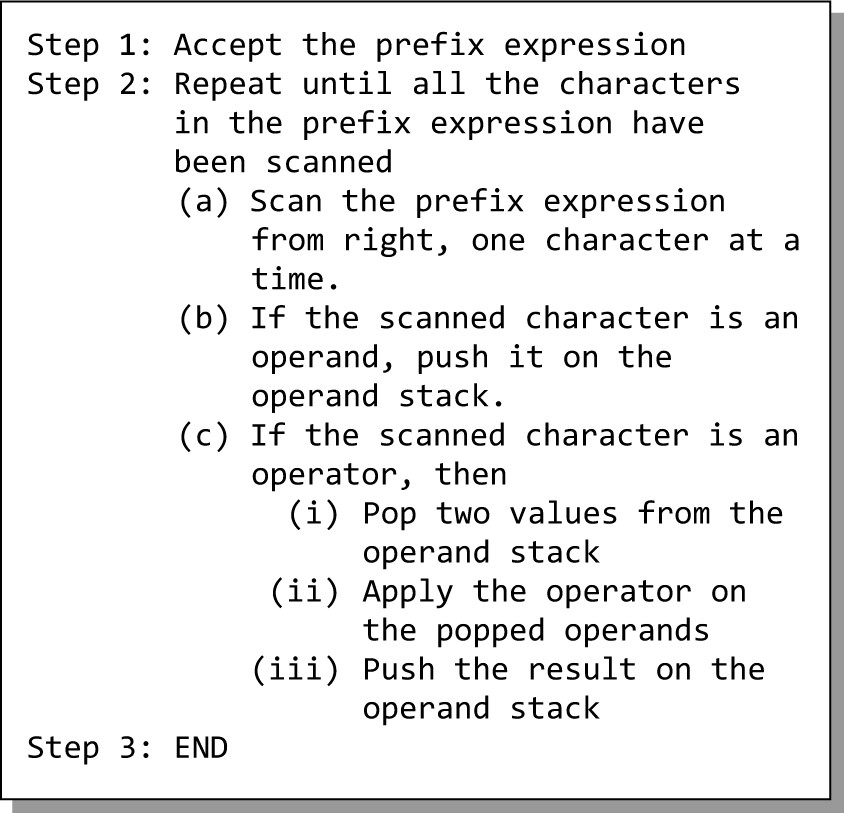 Step 1: Accept the prefix expression
Step 2: Repeat until all the characters
in the prefix expression have
been scanned
(a) Scan the prefix expression
from right, one character at a
time.
(b) If the scanned character is an
operand, push it on the
operand stack.
(c) If the scanned character is an
operator, then
(i) Pop two values from the
operand stack
(ii) Apply the operator on
the popped operands
(iii) Push the result on the
operand stack
Step 3: END